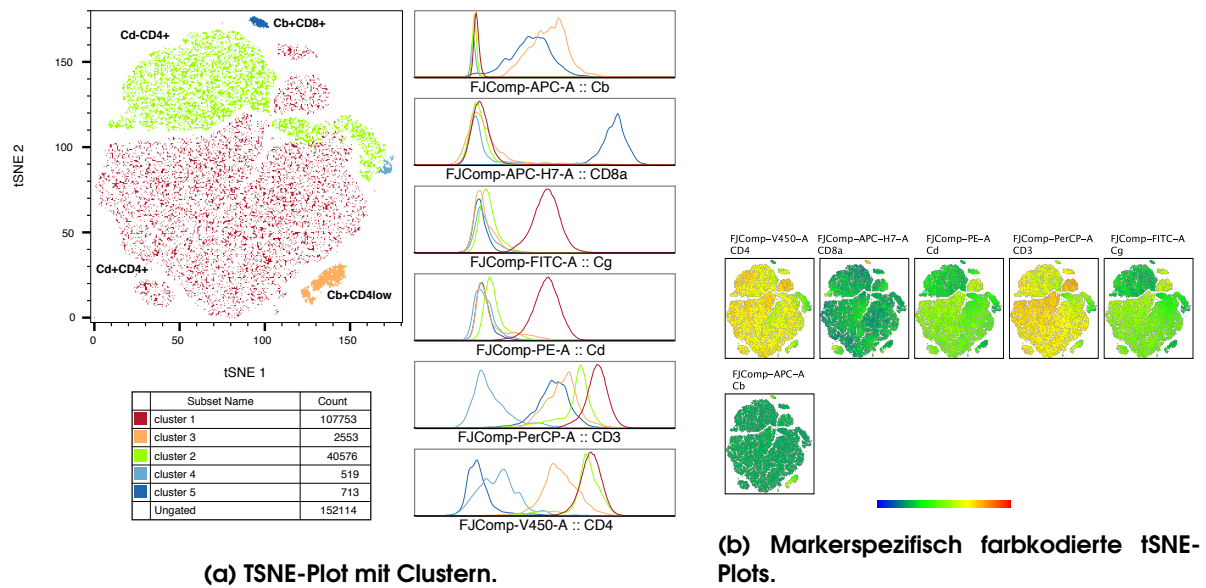 Cb+CD8+
Cd-CD4+
150
100
50
0
tSNE 2
Cd+CD4+
Cb+CD4low
0
50
100
150
tSNE 1
Subset Name Count
cluster 1 107753
cluster 3 2553
cluster 2 40576
cluster 4 519
cluster 5 713
Ungated 152114
FJComp-APC-A :: Cb
FJComp-APC-H7-A :: CD8a
FJComp-FITC-A :: Cg
FJComp-PE-A :: Cd
FJComp-PerCP-A :: CD3
FJComp-V450-A :: CD4
(a) TSNE-Plot mit Clustern.
FJComp-V450-A
CD4
FJComp-APC-H7-A
CD8a
FJComp-PE-A
Cd
FJComp-PerCP-A
CD3
FJComp-FITC-A
Cg
FJComp-APC-A
Cb
(b) Markerspezifisch farbkodierte tSNE-
Plots.